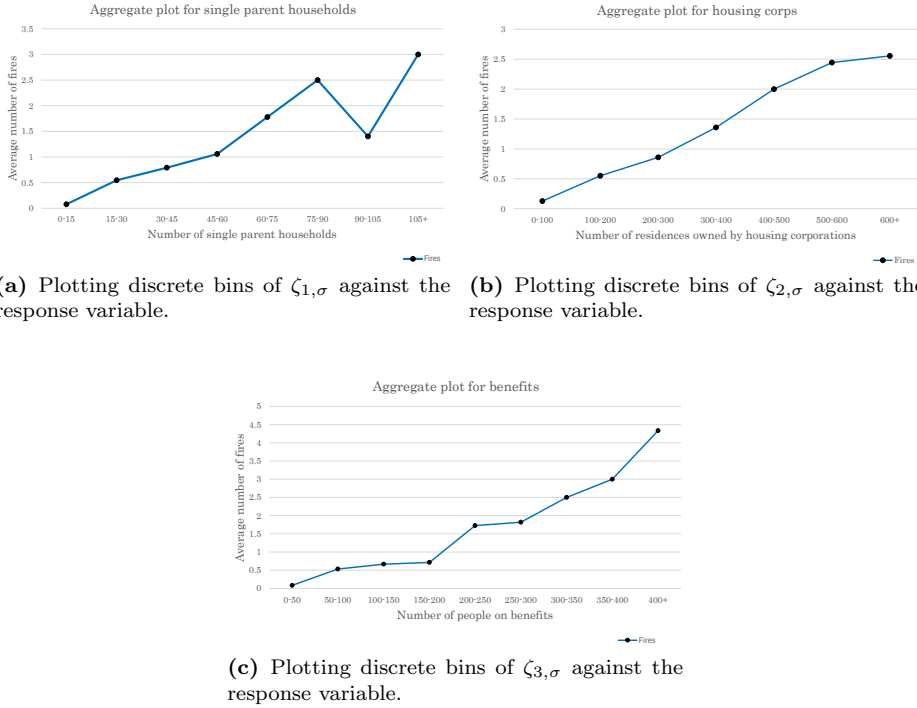 Aggregate plot for single parent households
3.5
3
2.5
2
1.5
1
0.5
0
Average number of fires
0-15 15-30 30-45 45-60 60-75 75-90 90-105 105+
Number of single parent households
Fires
(a) Plotting discrete bins of ζ1,σ against the
response variable.
Aggregate plot for housing corps
3
2.5
2
1.5
1
0.5
0
Average number of fires
0-100 100-200 200-300 300-400 400-500 500-600 600+
Number of residences owned by housing corporations
Fires
(b) Plotting discrete bins of ζ2,σ against the
response variable.
Aggregate plot for benefits
5
4.5
4
3.5
3
2.5
2
1.5
1
0.5
0
Average number of fires
0-50 50-100 100-150 150-200 200-250 250-300 300-350 350-400 400+
Number of people on benefits
Fires
(c) Plotting discrete bins of ζ3,σ against the
response variable.